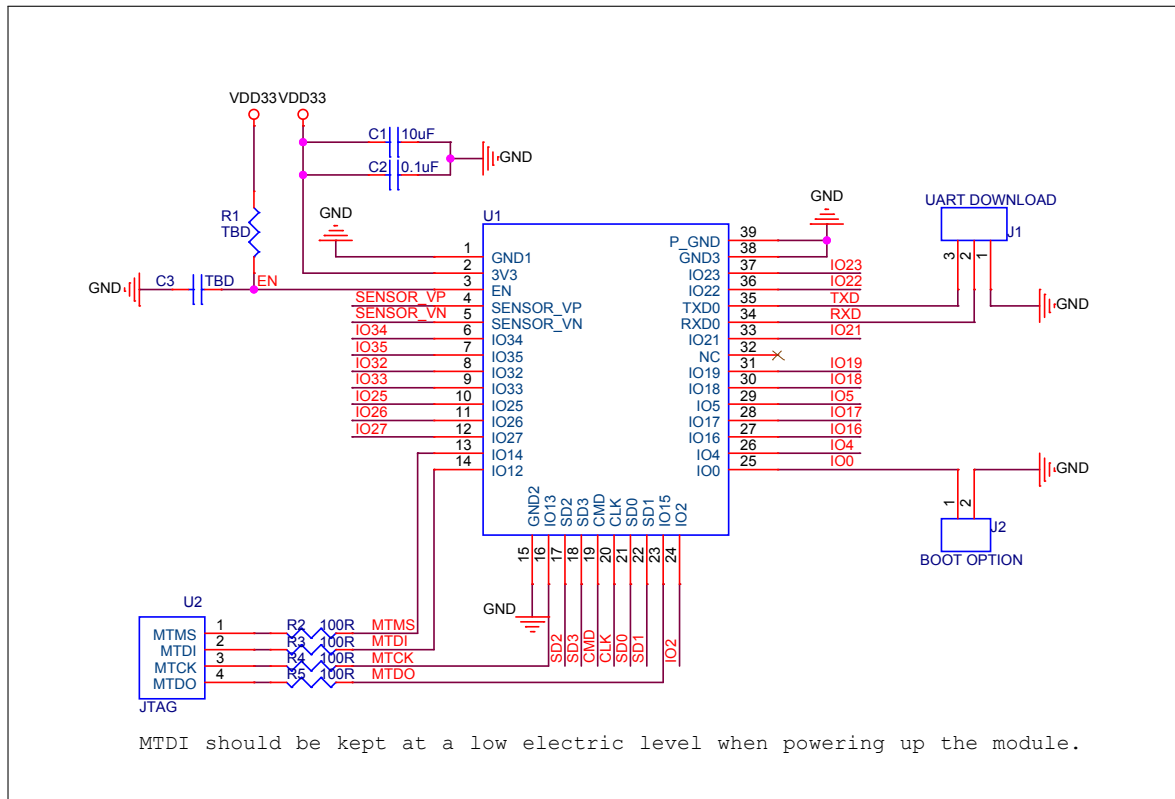 VDD33 VDD33
C1 10uF
C2 0.1uF
GND
R1
TBD
GND
GND
UART DOWNLOAD
J1
3 2 1
U1
GND C3 TBD EN
GND
1 GND1
2 3V3
3 EN
SENSOR_VP 4 SENSOR_VP
SENSOR_VN 5 SENSOR_VN
IO34 6 IO34
IO35 7 IO35
IO32 8 IO32
IO33 9 IO33
IO25 10 IO25
IO26 11 IO26
IO27 12 IO27
13 IO14
14 IO12
P_GND 39
GND3 38
IO23 37 IO23
IO22 36 IO22
TXD0 35 TXD
RXD0 34 RXD
IO21 33 IO21
NC 32
IO19 31 IO19
IO18 30 IO18
IO5 29 IO5
IO17 28 IO17
IO16 27 IO16
IO4 26 IO4
IO0 25 IO0
GND
1 2
J2
BOOT OPTION
GND2 IO13 SD2 SD3 CMD CLK SD0 SD1 IO15 IO2
15 16 17 18 19 20 21 22 23 24
GND
SD2 SD3 CMD CLK SD0 SD1 IO2
U2
MTMS 1 R2 100R MTMS
MTDI 2 R3 100R MTDI
MTCK 3 R4 100R MTCK
MTDO 4 R5 100R MTDO
JTAG
MTDI should be kept at a low electric level when powering up the module.